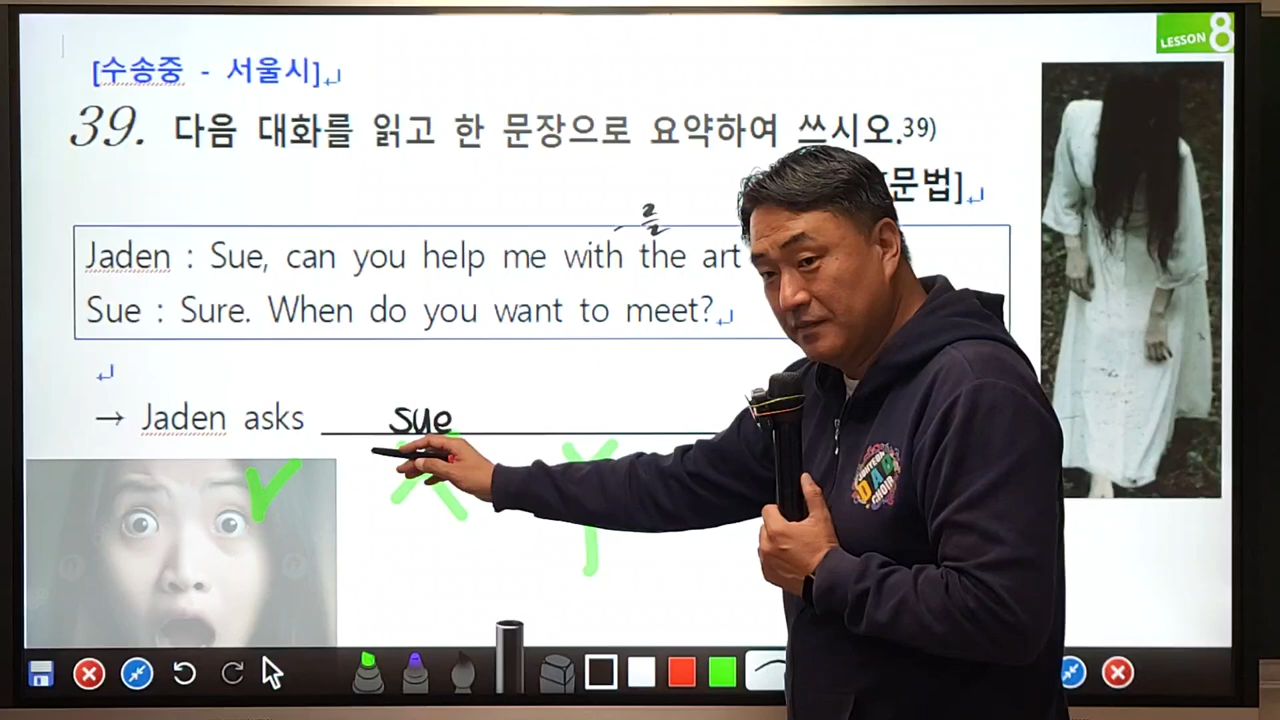 LESSON 8
[수송중 - 서울시]
39. 다음 대화를 읽고 한 문장으로 요약하여 쓰시오.39)
문법]
를
Jaden : Sue, can you help me with the art
Sue : Sure. When do you want to meet?
→ Jaden asks sue
X Y
DAD
CHOIR